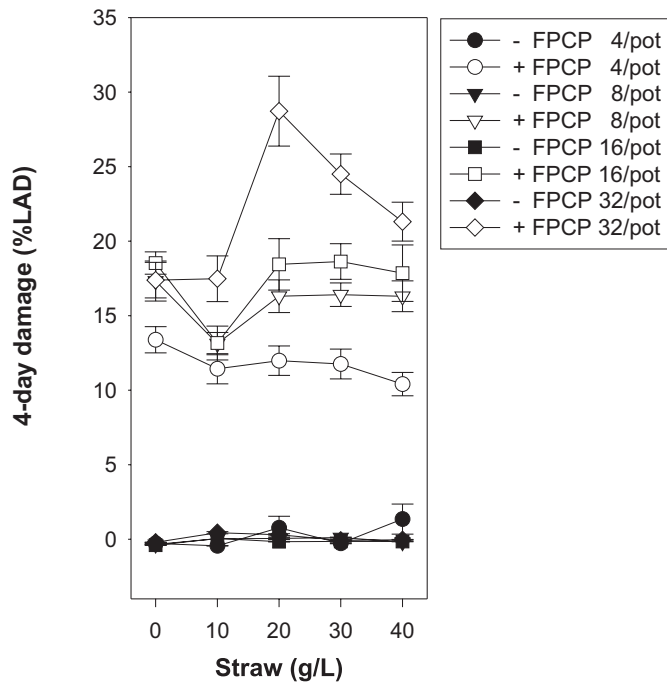 35
30
25
20
15
10
5
0
4-day damage (%LAD)
0 10 20 30 40
Straw (g/L)
- FPCP 4/pot
+ FPCP 4/pot
- FPCP 8/pot
+ FPCP 8/pot
- FPCP 16/pot
+ FPCP 16/pot
- FPCP 32/pot
+ FPCP 32/pot